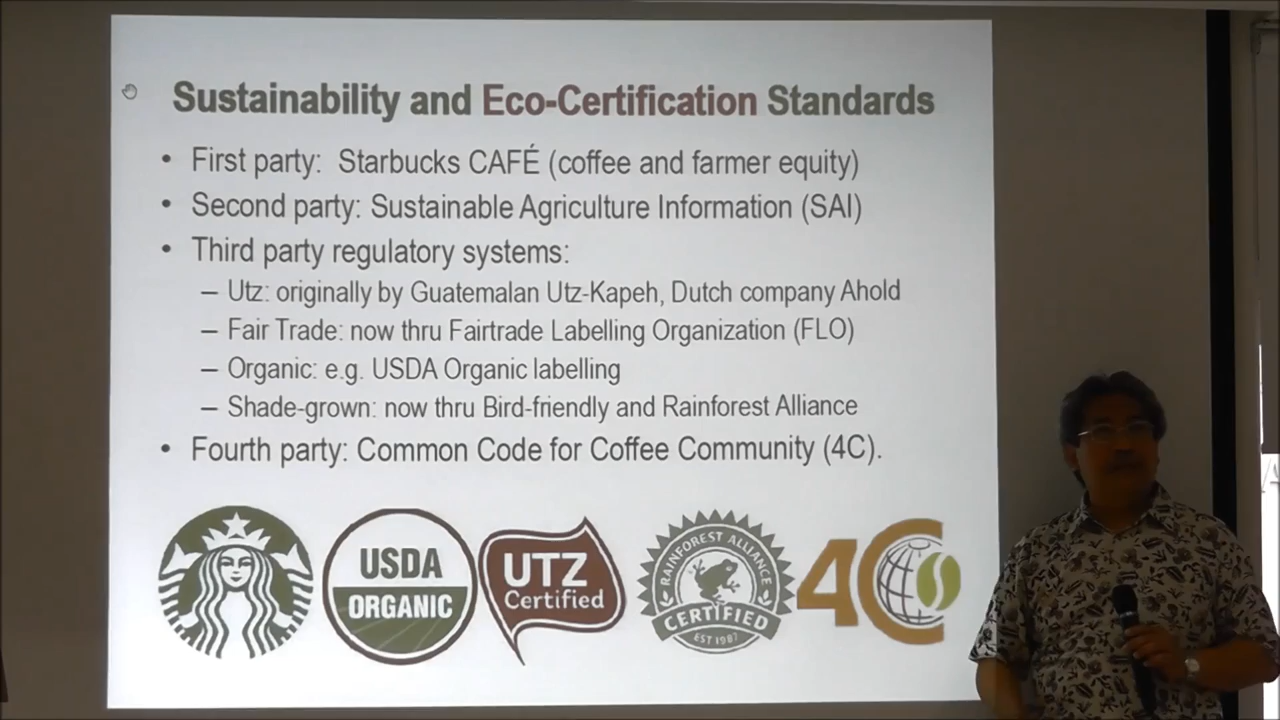 Sustainability and Eco-Certification Standards
• First party: Starbucks CAFÉ (coffee and farmer equity)
• Second party: Sustainable Agriculture Information (SAI)
• Third party regulatory systems:
– Utz: originally by Guatemalan Utz-Kapeh, Dutch company Ahold
– Fair Trade: now thru Fairtrade Labelling Organization (FLO)
– Organic: e.g. USDA Organic labelling
– Shade-grown: now thru Bird-friendly and Rainforest Alliance
• Fourth party: Common Code for Coffee Community (4C).
USDA
ORGANIC
UTZ
Certified
RAINFOREST ALLIANCE
CERTIFIED
EST 1987
4C